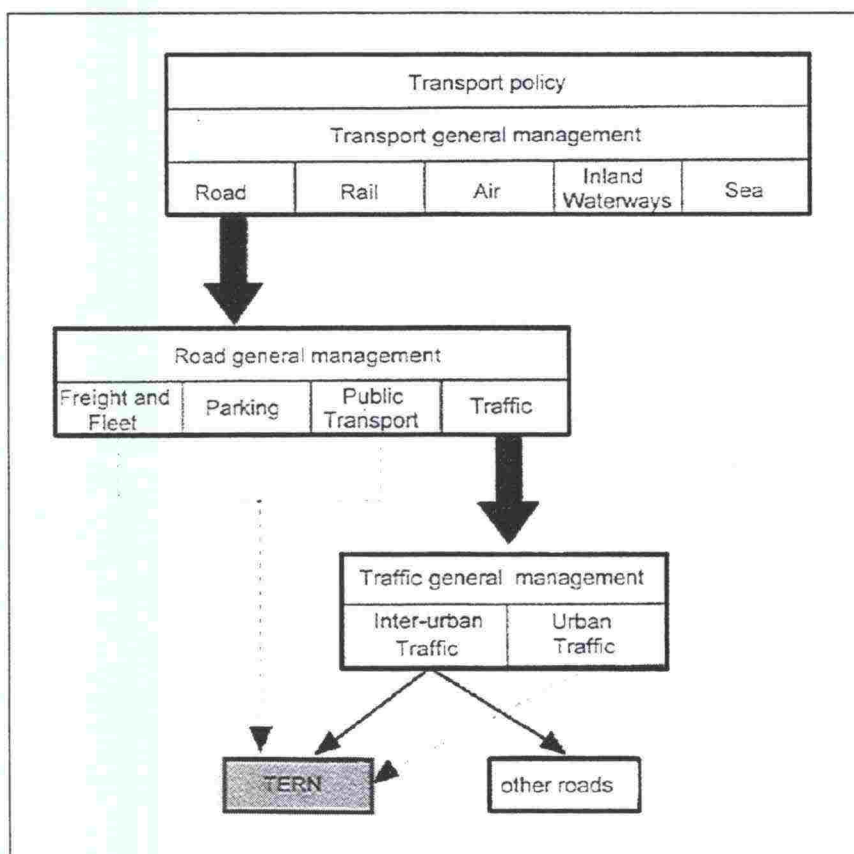 Transport policy
Transport general management
Road
Rail
Air
Inland
Waterways
Sea
Road general management
Freight and
Fleet
Parking
Public
Transport
Traffic
Traffic general management
Inter-urban
Traffic
Urban
Traffic
TERN
other roads